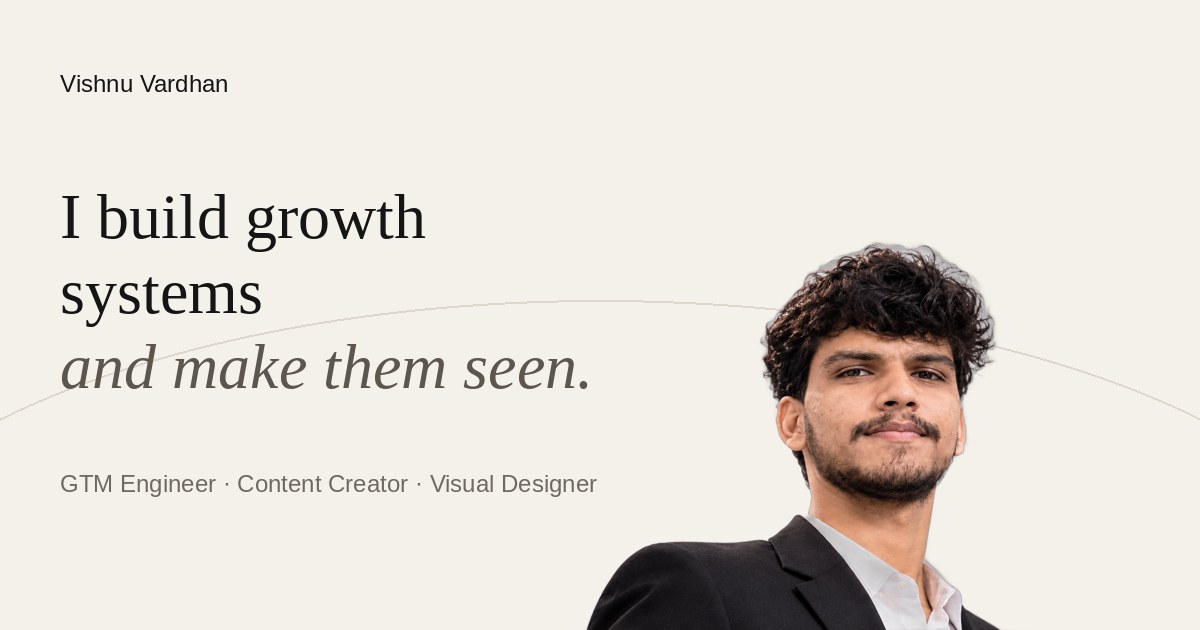 Vishnu Vardhan
I build growth
systems
and make them seen.
GTM Engineer · Content Creator · Visual Designer